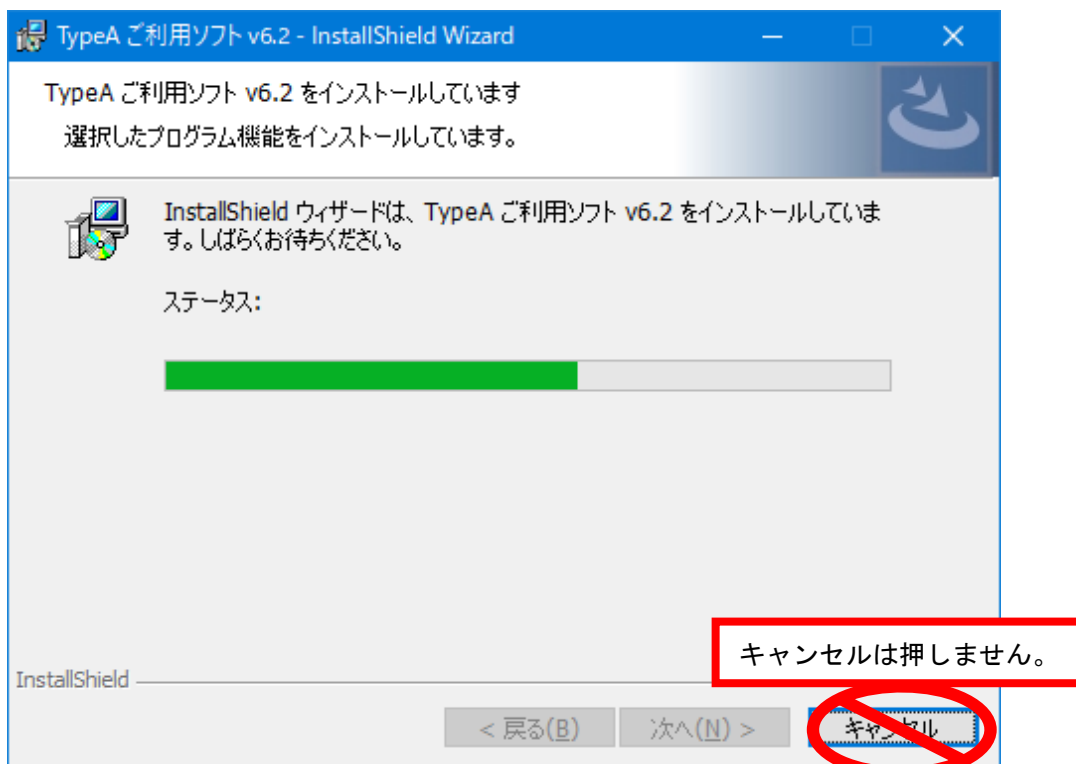 TypeA ご利用ソフト v6.2 - InstallShield Wizard
TypeA ご利用ソフト v6.2 をインストールしています
選択したプログラム機能をインストールしています。
InstallShield ウィザードは、TypeA ご利用ソフト v6.2 をインストールしていま
す。しばらくお待ちください。
ステータス:
キャンセルは押しません。
InstallShield
< 戻る(B)
次へ(N) >
キャンセル